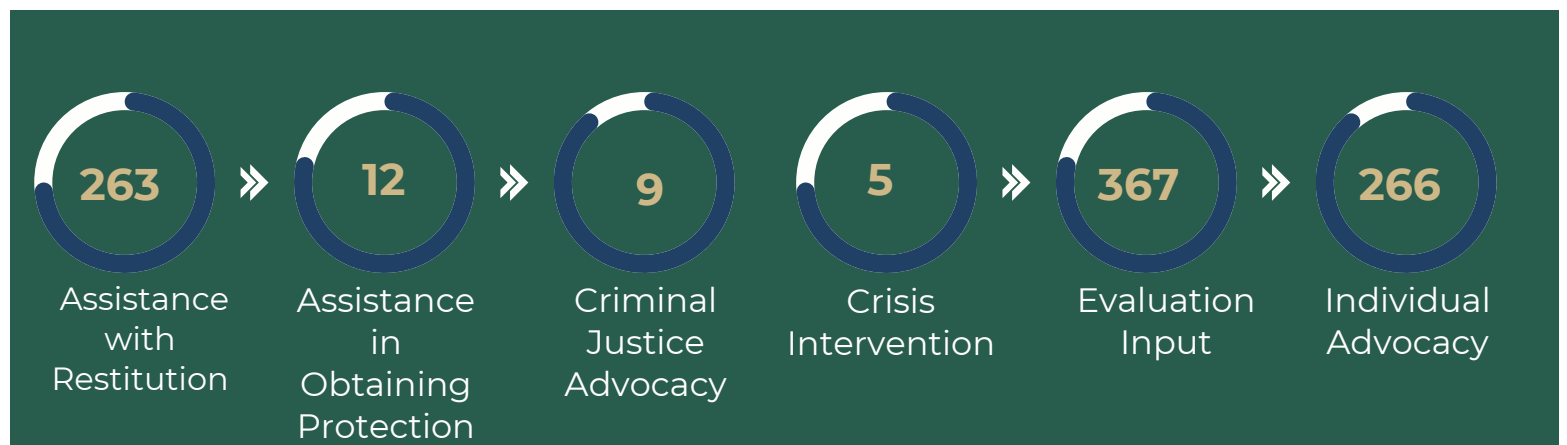 263
Assistance
with
Restitution
12
Assistance
in
Obtaining
Protection
9
Criminal
Justice
Advocacy
5
Crisis
Intervention
367
Evaluation
Input
266
Individual
Advocacy